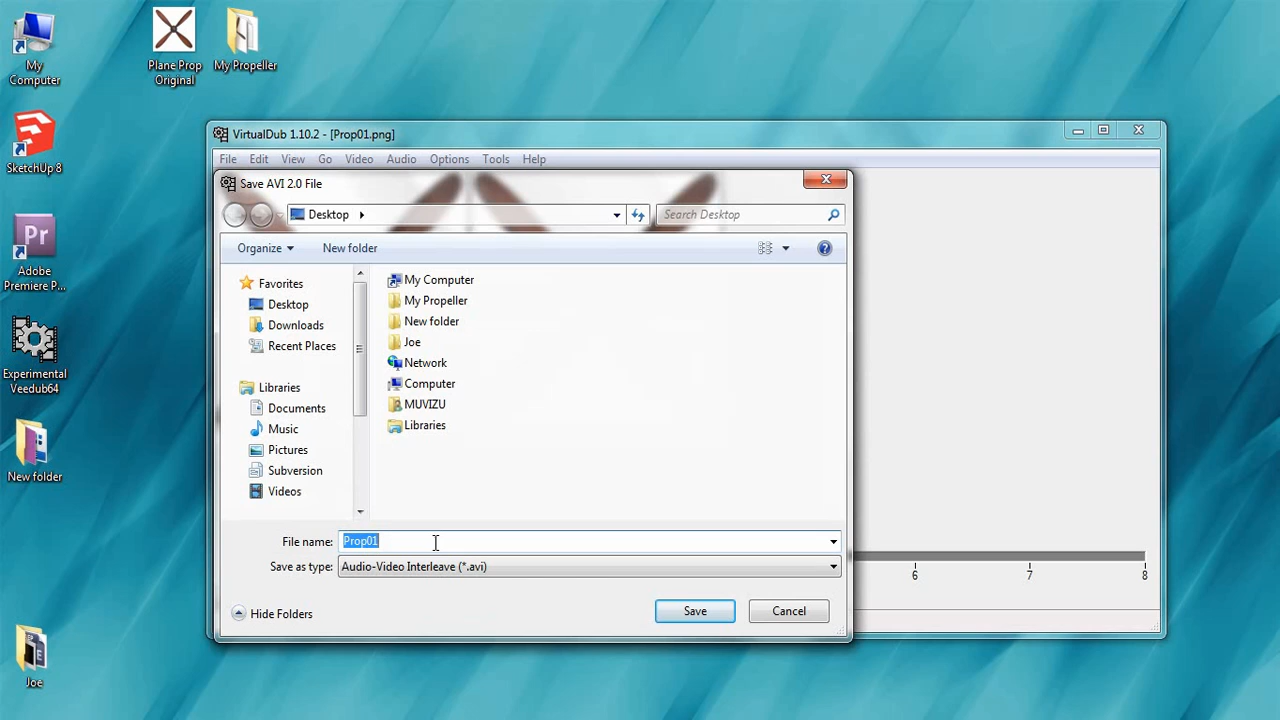 My
Computer
Plane Prop
Original
My Propeller
SketchUp 8
Pr
Adobe
Premiere P...
Experimental
Veedub64
New folder
Joe
VirtualDub 1.10.2 - [Prop01.png]
File Edit View Go Video Audio Options Tools Help
Save AVI 2.0 File
Desktop
Search Desktop
Organize
New folder
Favorites
Desktop
Downloads
Recent Places
Libraries
Documents
Music
Pictures
Subversion
Videos
My Computer
My Propeller
New folder
Joe
Network
Computer
MUVIZU
Libraries
File name: Prop01
Save as type: Audio-Video Interleave (*.avi)
Hide Folders
Save
Cancel
6 7 8